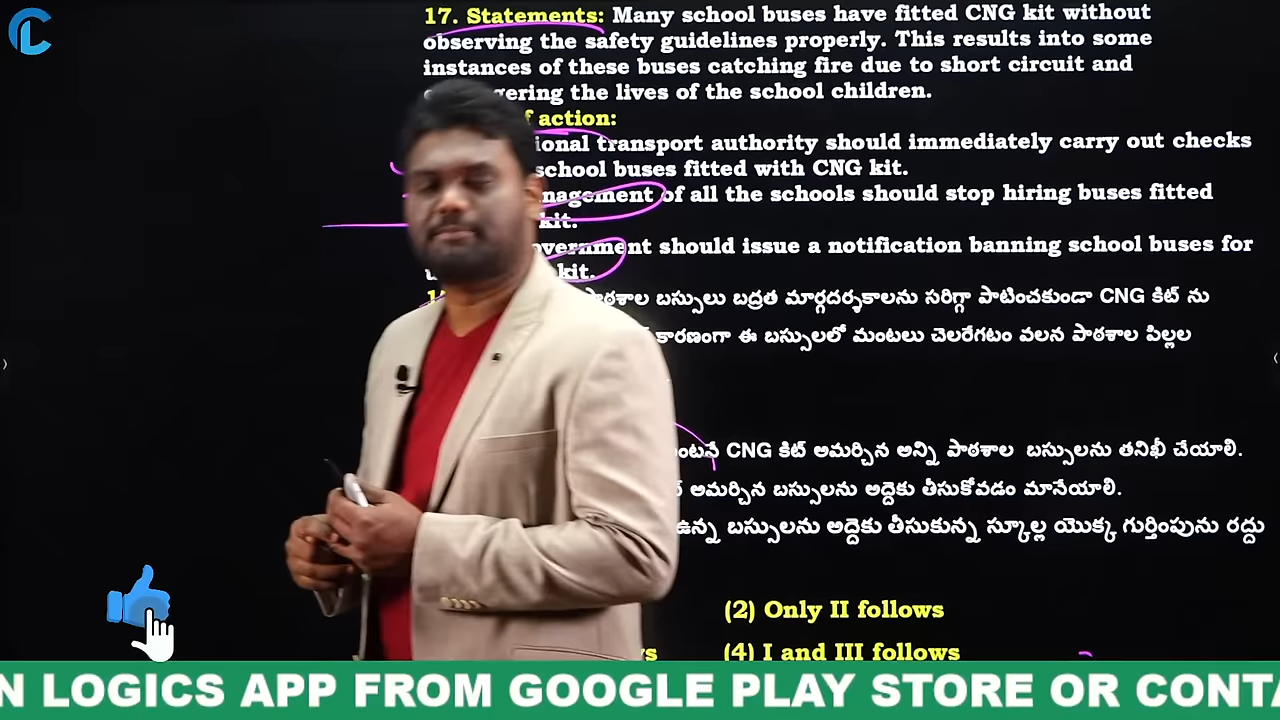 17. Statements: Many school buses have fitted CNG kit without
observing the safety guidelines properly. This results into some
instances of these buses catching fire due to short circuit and
the lives of the school children.
action:
transport authority should immediately carry out checks
school buses fitted with CNG kit.
of all the schools should stop hiring buses fitted
kit.
should issue a notification banning school buses for
kit.
బస్సులు బద్రత మార్గదర్శకాలను సరిగ్గా పాటించకుండా CNG కిట్ ను
కారణంగా ఈ బస్సులలో మంటలు చెలరేగటం వలన పాఠశాల పిల్లల
CNG కిట్ అమర్చిన అన్ని పాఠశాల బస్సులను తనిఖీ చేయాలి.
అమర్చిన బస్సులను అద్దెకు తీసుకోవడం మానేయాలి.
ఉన్న బస్సులను అద్దెకు తీసుకున్న స్కూల్ల యొక్క గుర్తింపును రద్దు
(2) Only II follows
(4) I and III follows
LOGICS APP FROM GOOGLE PLAY STORE OR